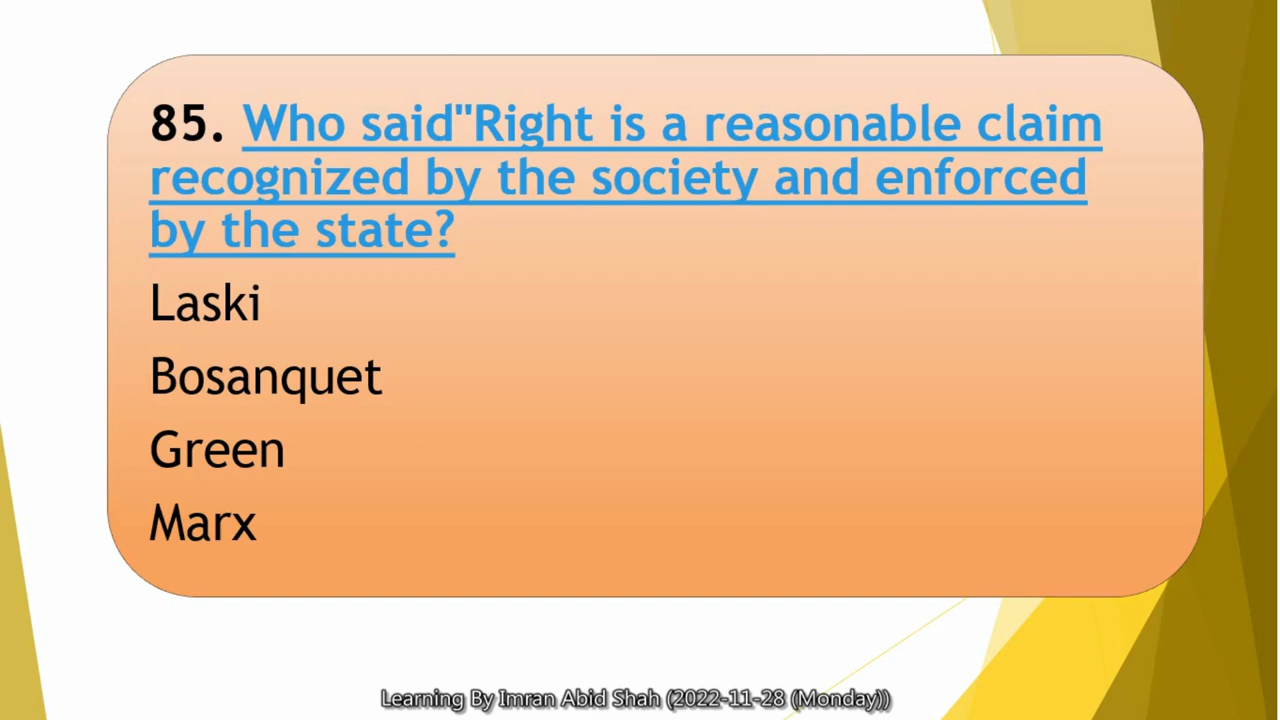 85. Who said"Right is a reasonable claim
recognized by the society and enforced
by the state?
Laski
Bosanquet
Green
Marx
Learning By Imran Abid Shah (2022-11-28 (Monday))